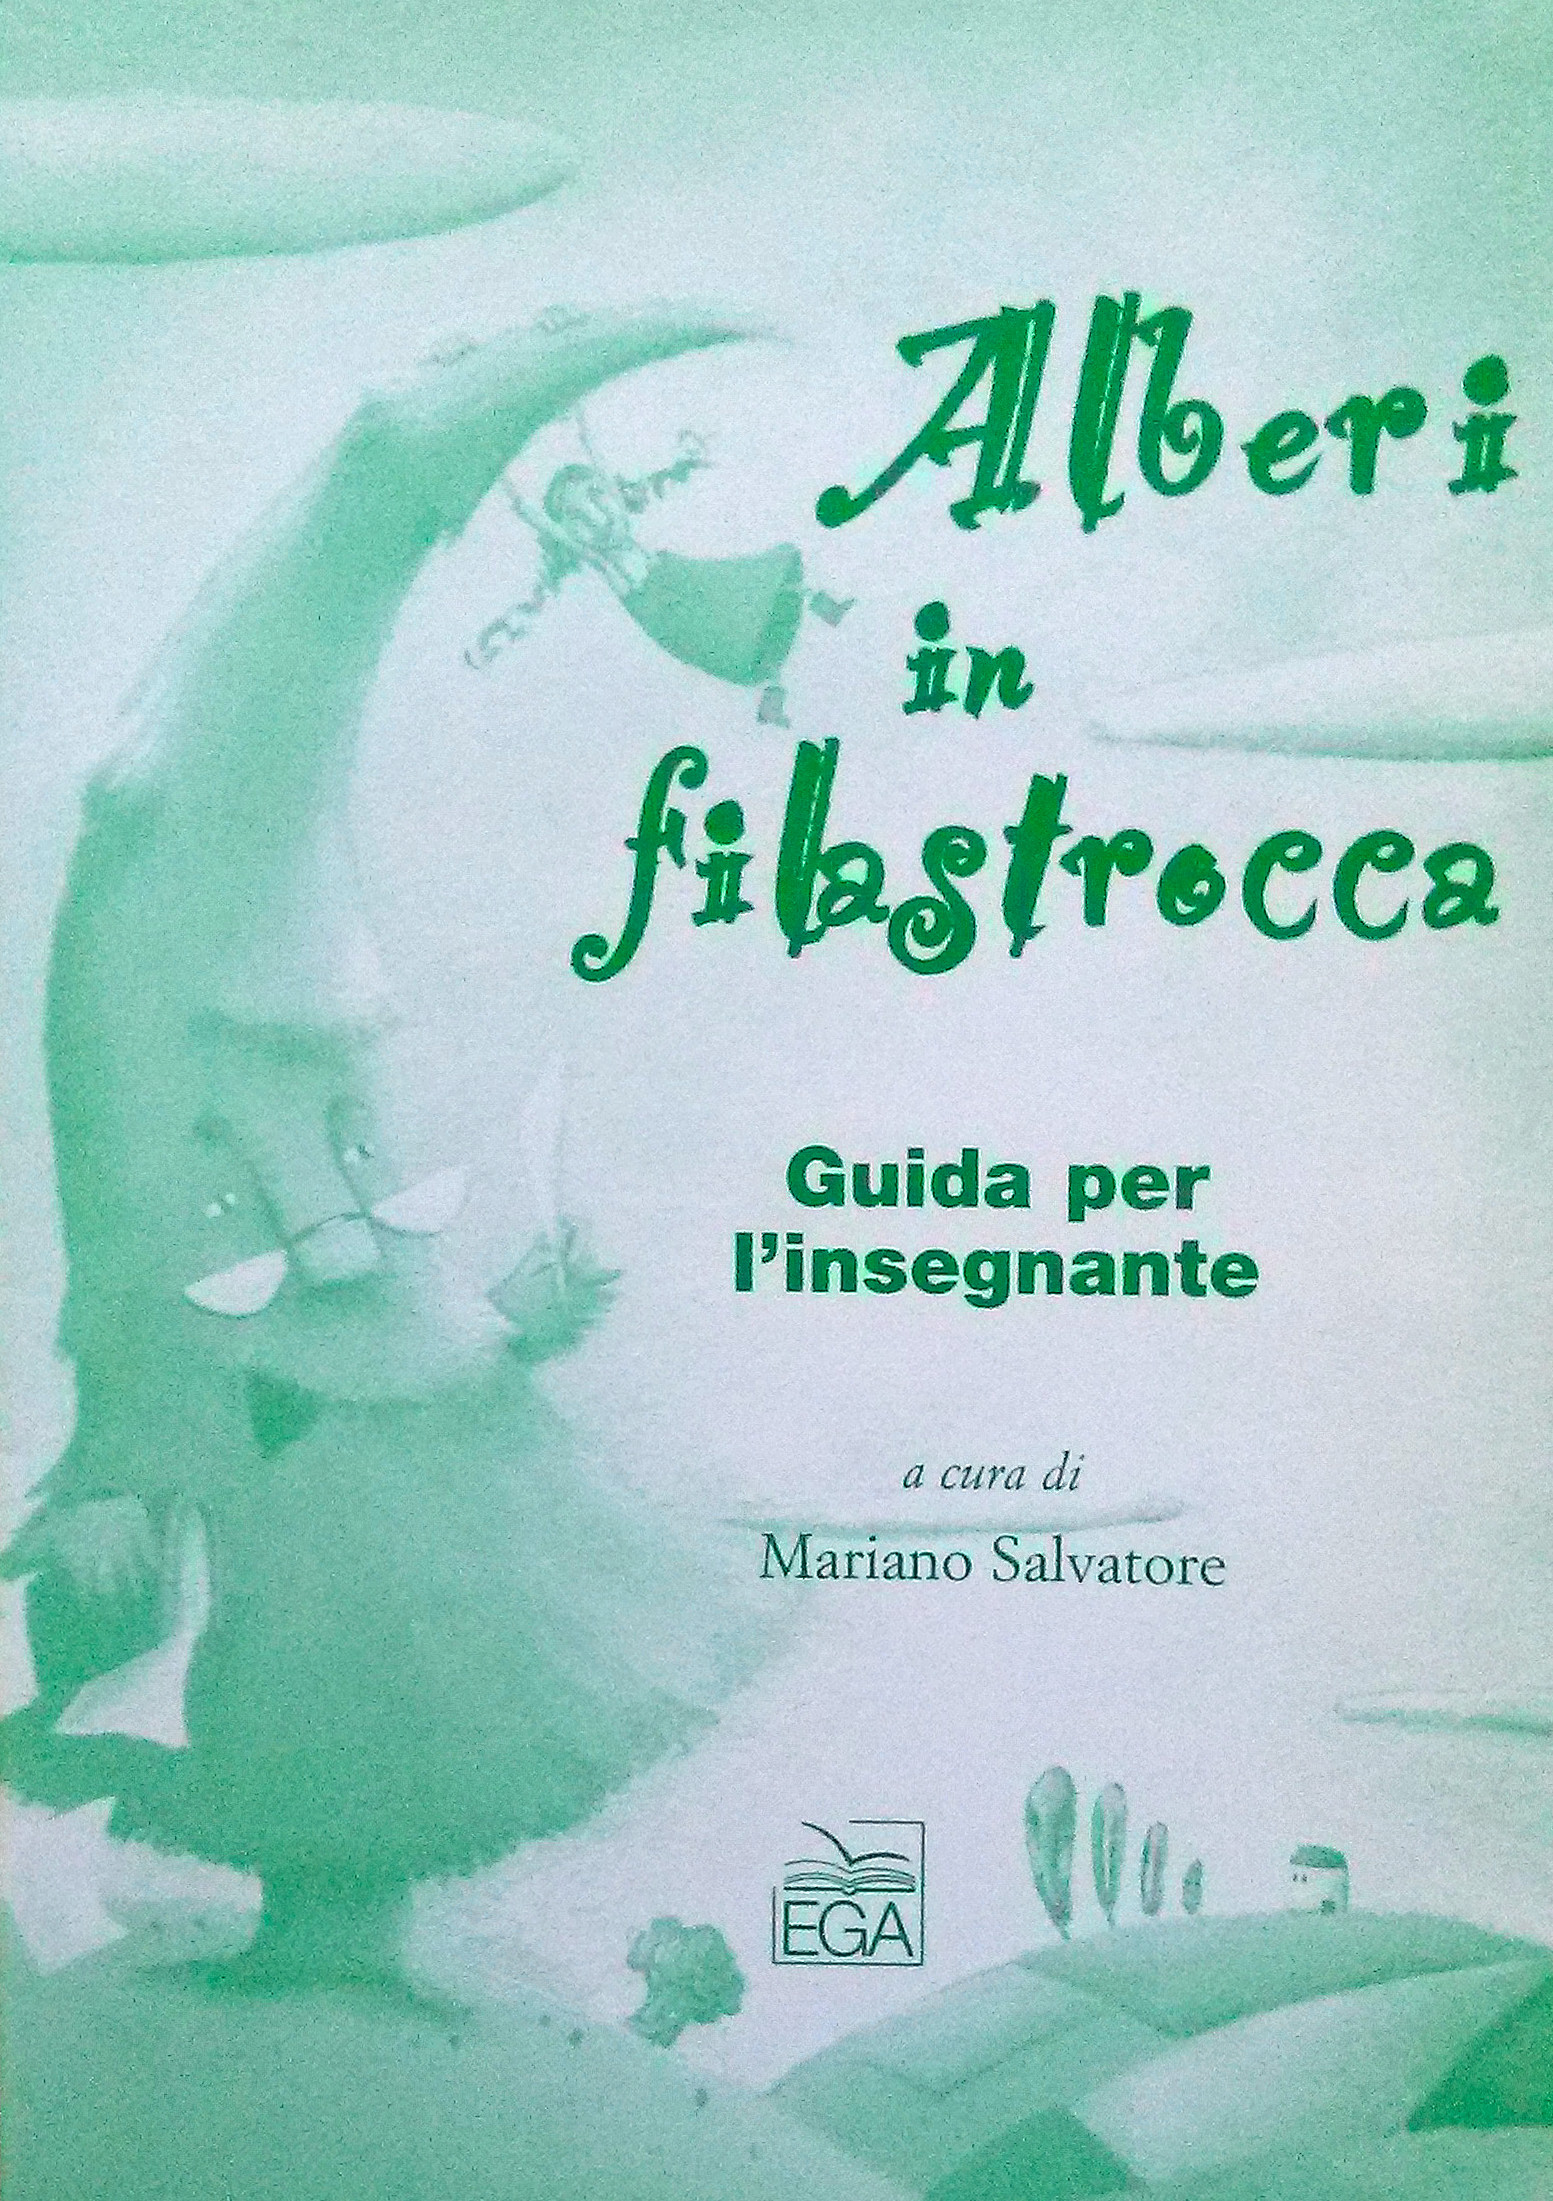 Alberi
in
filastrocca
Guida per
l'insegnante
a cura di
Mariano Salvatore
EGA